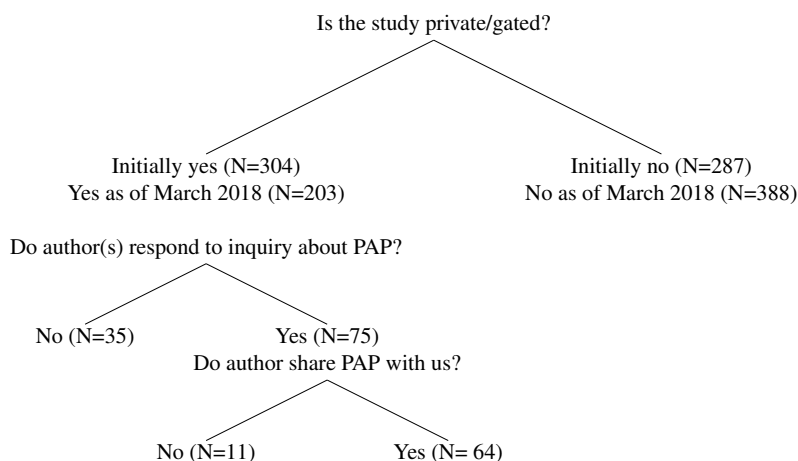 Is the study private/gated?
Initially yes (N=304)
Yes as of March 2018 (N=203)
Initially no (N=287)
No as of March 2018 (N=388)
Do author(s) respond to inquiry about PAP?
No (N=35)
Yes (N=75)
Do author share PAP with us?
No (N=11)
Yes (N= 64)